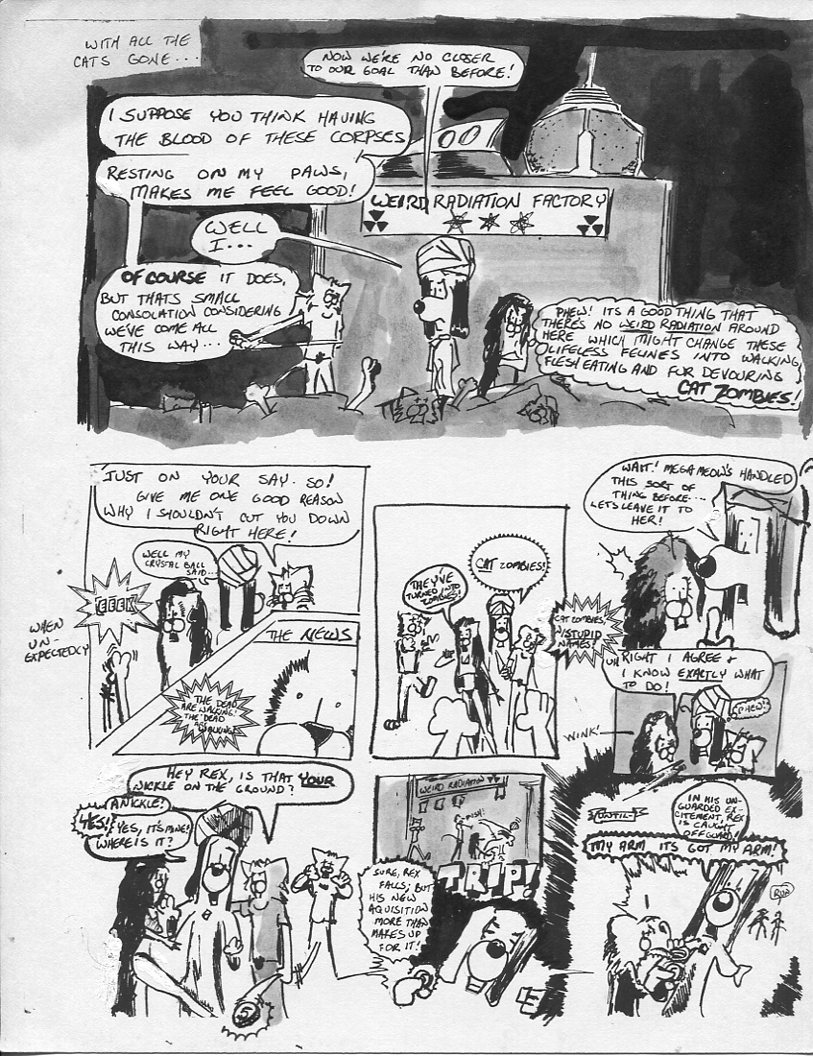 WITH ALL THE
CATS GONE...
NOW WE'RE NO CLOSER
TO OUR GOAL THAN BEFORE!
I SUPPOSE YOU THINK HAVING
THE BLOOD OF THESE CORPSES
RESTING ON MY PAWS,
MAKES ME FEEL GOOD!
WELL
I...
OF COURSE IT DOES,
BUT THATS SMALL
CONSOLATION CONSIDERING
WE'VE COME ALL
THIS WAY...
WEIRD RADIATION FACTORY
PHEW! ITS A GOOD THING THAT
THERE'S NO WEIRD RADIATION AROUND
HERE WHICH MIGHT CHANGE THESE
LIFELESS FELINES INTO WALKING
FLESH EATING AND FUR DEVOURING
CAT ZOMBIES!
JUST ON YOUR SAY-SO!
GIVE ME ONE GOOD REASON
WHY I SHOULDN'T CUT YOU DOWN
RIGHT HERE!
WELL MY
CRYSTAL BALL
SAID...
EEEK
WHEN
UN-
EXPECTEDLY
THE NEWS
THE DEAD
ARE WALKING!
THE DEAD
ARE
WALKING!
THEY'VE
TURNED INTO
ZOMBIES!
CAT ZOMBIES!
WAIT! MEGAMEOW'S HANDLED
THIS SORT OF
THING BEFORE...
LETS LEAVE IT TO
HER!
CAT ZOMBIES,
STUPID
NAMES!
UH
RIGHT I AGREE &
I KNOW EXACTLY WHAT
TO DO!
PHEW!
WINK!
HEY REX, IS THAT YOUR
NICKLE ON THE GROUND?
A NICKLE!
YES!
YES, IT'S MINE!
WHERE IS IT?
5
WEIRD RADIATION
PUSH!
TRIP!
SURE, REX
FALLS, BUT
HIS NEW
AQUISITION
MORE THAN
MAKES UP
FOR IT!
UNTIL-
IN HIS UN-
GUARDED EX-
CITEMENT, REX
IS CAUGHT
OFFGUARD!
MY ARM ITS GOT MY ARM!